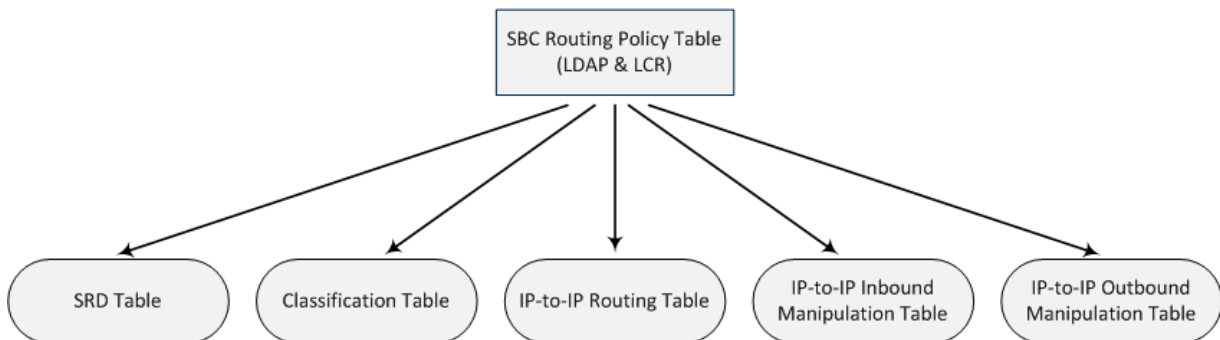 SBC Routing Policy Table
(LDAP & LCR)
SRD Table
Classification Table
IP-to-IP Routing Table
IP-to-IP Inbound
Manipulation Table
IP-to-IP Outbound
Manipulation Table